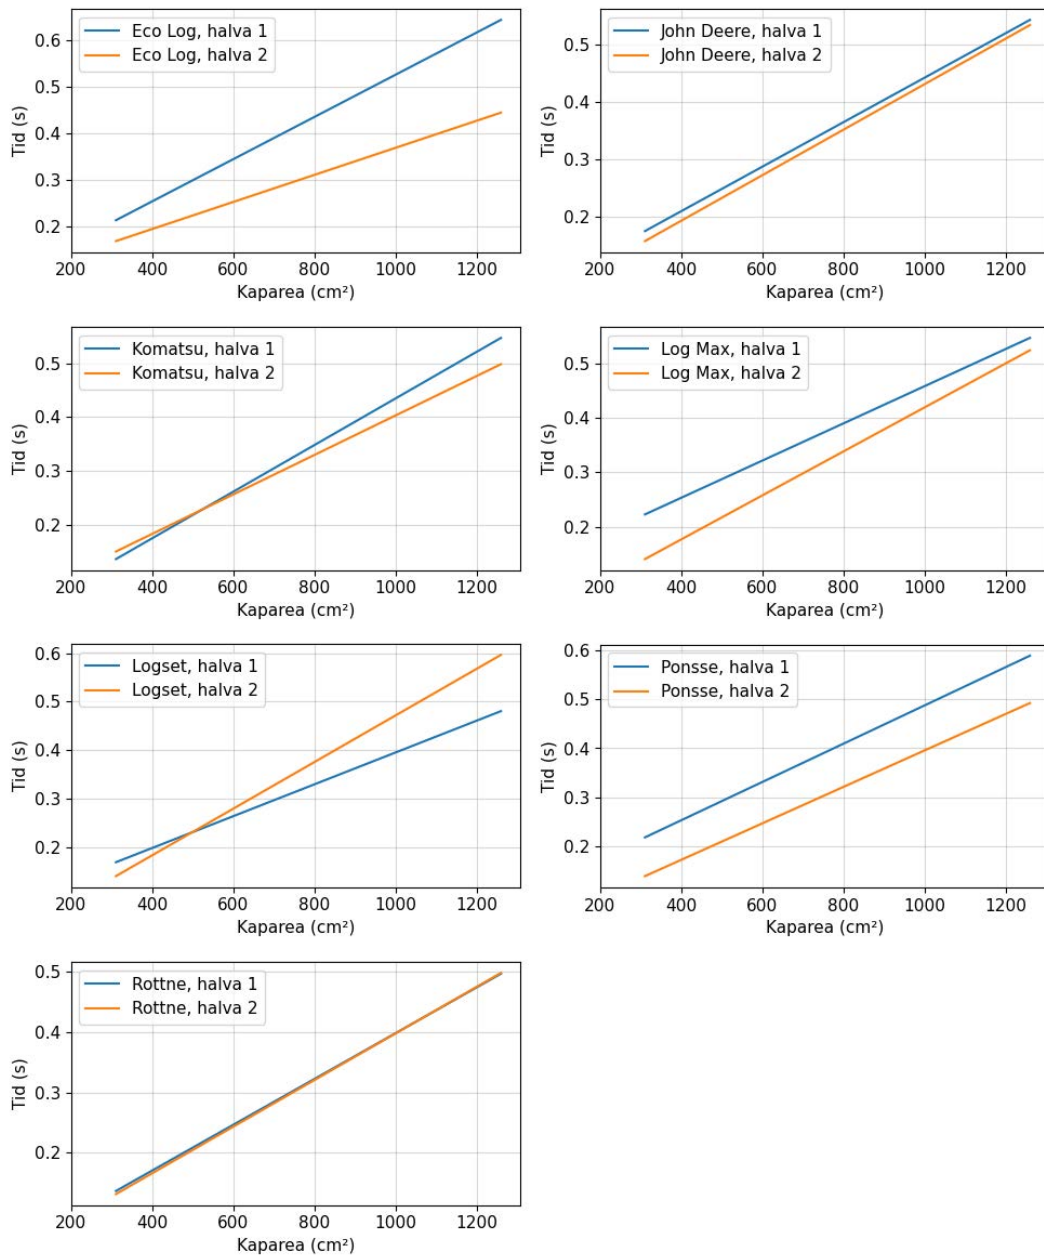 Eco Log, halva 1
Eco Log, halva 2
0.6
0.5
0.4
0.3
0.2
Tid (s)
200 400 600 800 1000 1200
Kaparea (cm²)
John Deere, halva 1
John Deere, halva 2
0.5
0.4
0.3
0.2
Tid (s)
200 400 600 800 1000 1200
Kaparea (cm²)
Komatsu, halva 1
Komatsu, halva 2
0.5
0.4
0.3
0.2
Tid (s)
200 400 600 800 1000 1200
Kaparea (cm²)
Log Max, halva 1
Log Max, halva 2
0.5
0.4
0.3
0.2
Tid (s)
200 400 600 800 1000 1200
Kaparea (cm²)
Logset, halva 1
Logset, halva 2
0.6
0.5
0.4
0.3
0.2
Tid (s)
200 400 600 800 1000 1200
Kaparea (cm²)
Ponsse, halva 1
Ponsse, halva 2
0.6
0.5
0.4
0.3
0.2
Tid (s)
200 400 600 800 1000 1200
Kaparea (cm²)
Rottne, halva 1
Rottne, halva 2
0.5
0.4
0.3
0.2
Tid (s)
200 400 600 800 1000 1200
Kaparea (cm²)